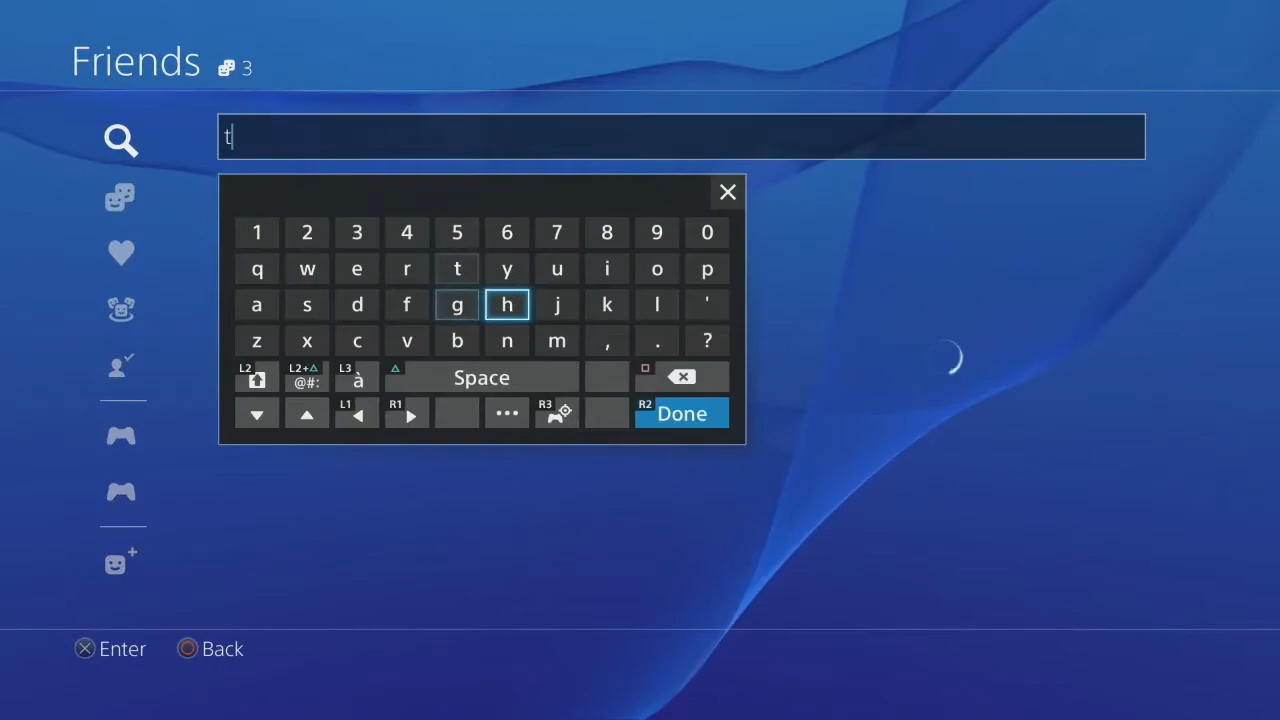 Friends 3
t
1 2 3 4 5 6 7 8 9 0
q w e r t y u i o p
a s d f g h j k l '
z x c v b n m , . ?
L2 L2+△ @#: L3 à △ Space □
L1 R1 ... R3 R2 Done
Enter Back